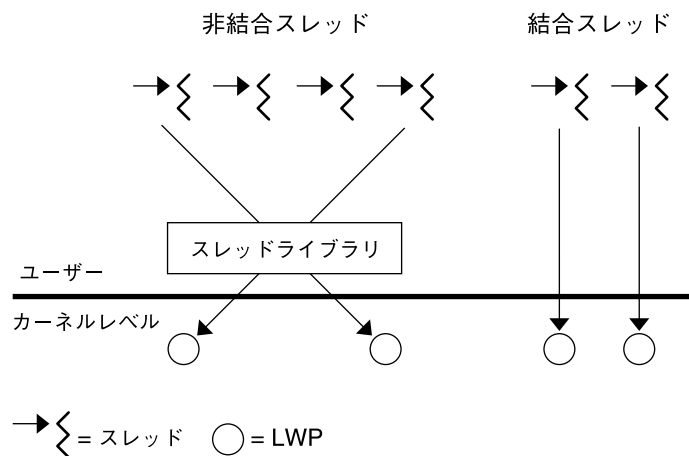 非結合スレッド
結合スレッド
スレッドライブラリ
ユーザー
カーネルレベル
= スレッド
= LWP